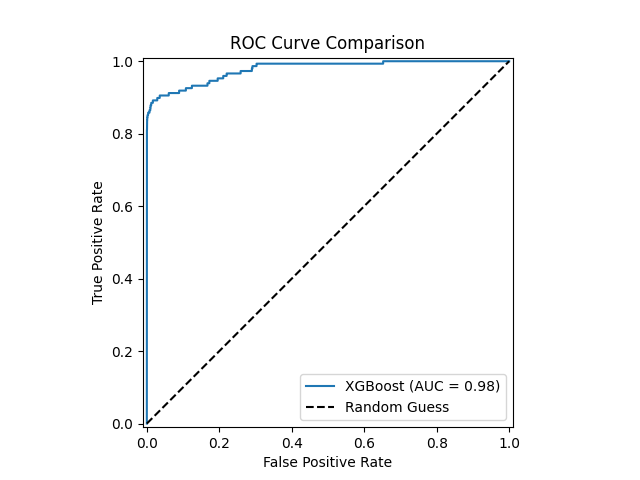 ROC Curve Comparison
1.0
0.8
0.6
0.4
0.2
0.0
True Positive Rate
XGBoost (AUC = 0.98)
Random Guess
0.0 0.2 0.4 0.6 0.8 1.0
False Positive Rate